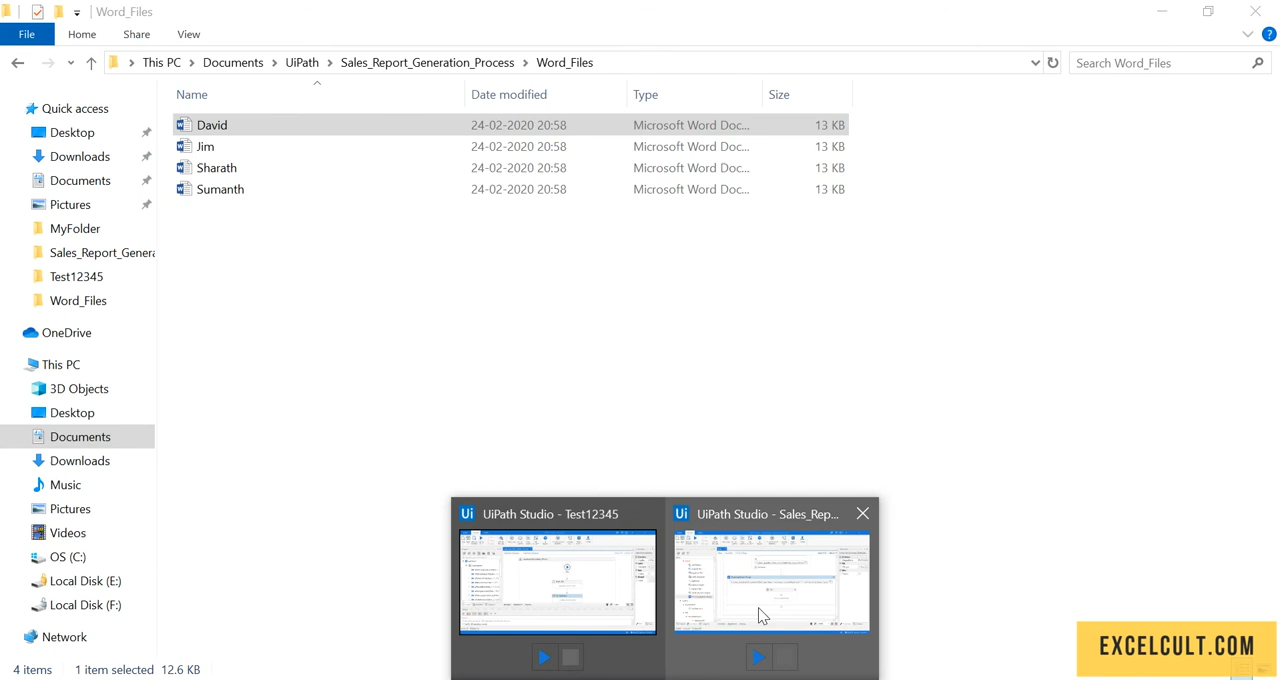 Word_Files
File Home Share View
This PC Documents UiPath Sales_Report_Generation_Process Word_Files
Search Word_Files
Name Date modified Type Size
David 24-02-2020 20:58 Microsoft Word Doc... 13 KB
Jim 24-02-2020 20:58 Microsoft Word Doc... 13 KB
Sharath 24-02-2020 20:58 Microsoft Word Doc... 13 KB
Sumanth 24-02-2020 20:58 Microsoft Word Doc... 13 KB
Quick access
Desktop
Downloads
Documents
Pictures
MyFolder
Sales_Report_Genera
Test12345
Word_Files
OneDrive
This PC
3D Objects
Desktop
Documents
Downloads
Music
Pictures
Videos
OS (C:)
Local Disk (E:)
Local Disk (F:)
Network
4 items 1 item selected 12.6 KB
Ui UiPath Studio - Test12345
Ui UiPath Studio - Sales_Rep...
EXCELCULT.COM